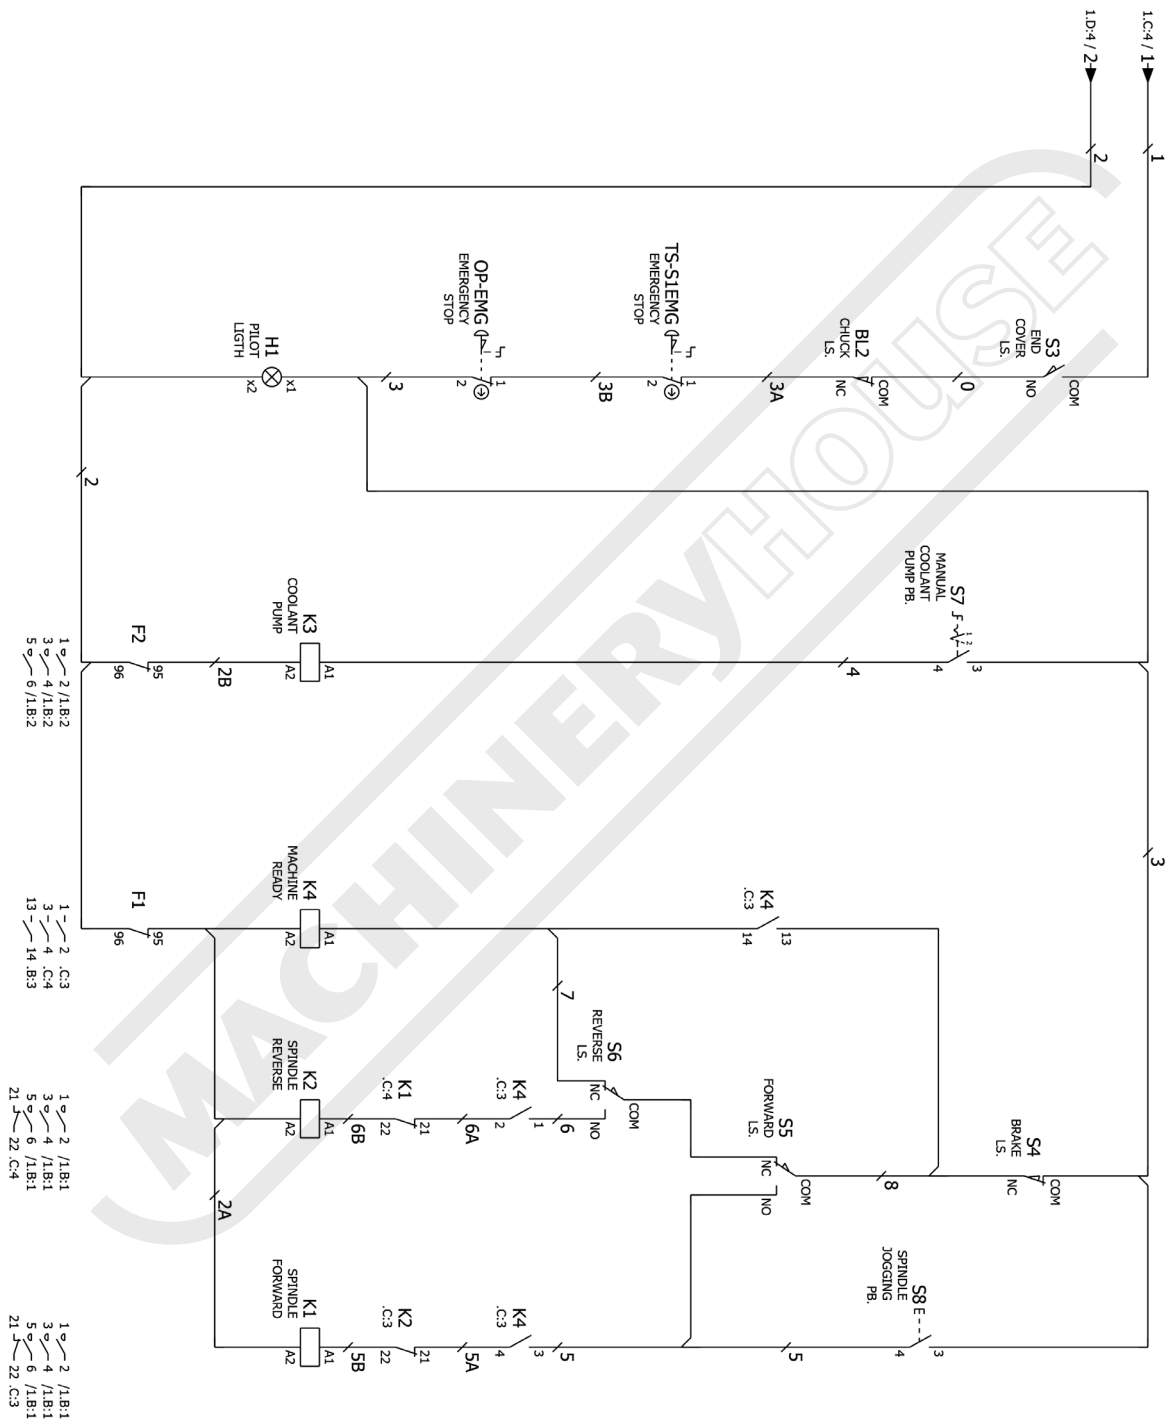 1.C:4 / 1
1.D:4 / 2
1
2
S3
END
COVER
LS.
COM
NO
0
BL2
CHUCK
LS.
COM
NC
3A
TS-S1EMG
EMERGENCY
STOP
1
2
3B
OP-EMG
EMERGENCY
STOP
1
2
3
H1
PILOT
LIGTH
x1
x2
2
S7
MANUAL
COOLANT
PUMP PB.
1 2
3
4
4
K3
COOLANT
PUMP
A1
A2
2B
F2
95
96
1 2 /1.B:2
3 4 /1.B:2
5 6 /1.B:2
3
K4
.C:3
13
14
K4
MACHINE
READY
A1
A2
F1
95
96
1 2 .C:3
3 4 .C:4
13 14 .B:3
7
S4
BRAKE
LS.
COM
NC
8
S5
FORWARD
LS.
COM
NC
NO
S6
REVERSE
LS.
COM
NC
NO
6
K4
.C:3
1
2
6A
K1
.C:4
21
22
6B
K2
SPINDLE
REVERSE
A1
A2
2A
1 2 /1.B:1
3 4 /1.B:1
5 6 /1.B:1
21 22 .C:4
S8
SPINDLE
JOGGING
PB.
E
3
4
5
5
K4
.C:3
3
4
5A
K2
.C:3
21
22
5B
K1
SPINDLE
FORWARD
A1
A2
1 2 /1.B:1
3 4 /1.B:1
5 6 /1.B:1
21 22 .C:3
MACHINERyHOUSE